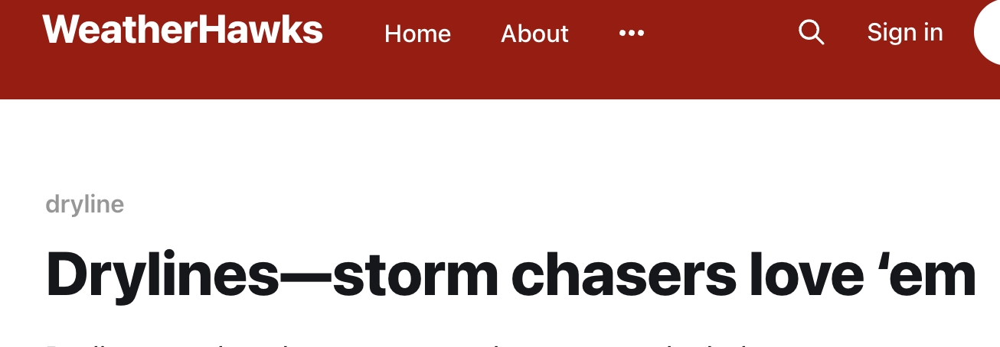 WeatherHawks Home About ••• Sign in
dryline
Drylines—storm chasers love ‘em